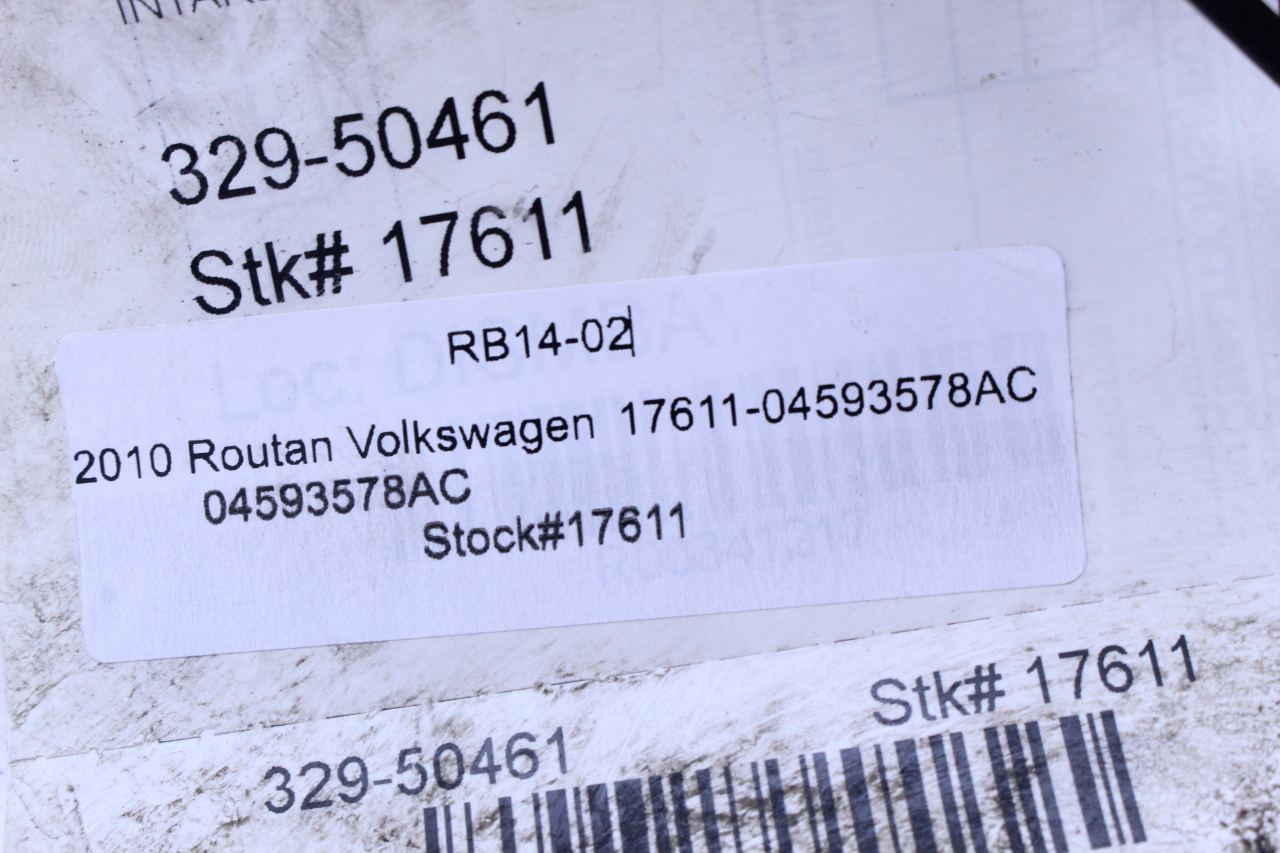 329-50461
Stk# 17611
RB14-02
2010 Routan Volkswagen 17611-04593578AC
04593578AC
Stock#17611
Stk# 17611
329-50461